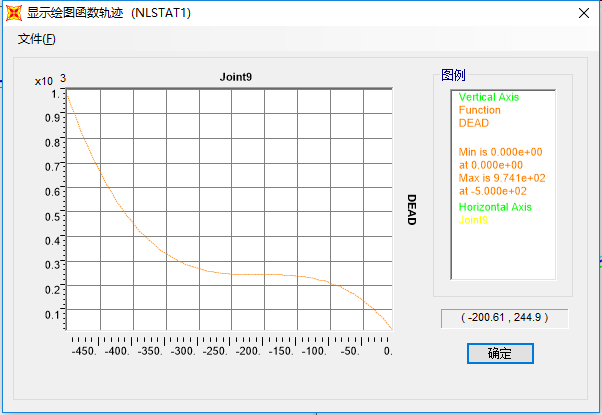 显示绘图函数轨迹 (NLSTAT1)
文件(F)
x10 3
Joint9
1.
0.9
0.8
0.7
0.6
0.5
0.4
0.3
0.2
0.1
-450. -400. -350. -300. -250. -200. -150. -100. -50. 0.
DEAD
图例
Vertical Axis
Function
DEAD
Min is 0.000e+00
at 0.000e+00
Max is 9.741e+02
at -5.000e+02
Horizontal Axis
Joint9
( -200.61 , 244.9 )
确定